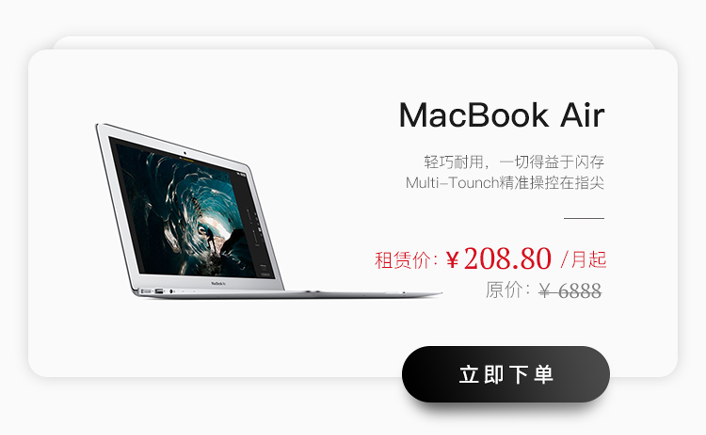 MacBook Air
轻巧耐用，一切得益于闪存
Multi-Tounch精准操控在指尖
租赁价：¥208.80 /月起
原价：¥ 6888
立即下单
MacBook Air